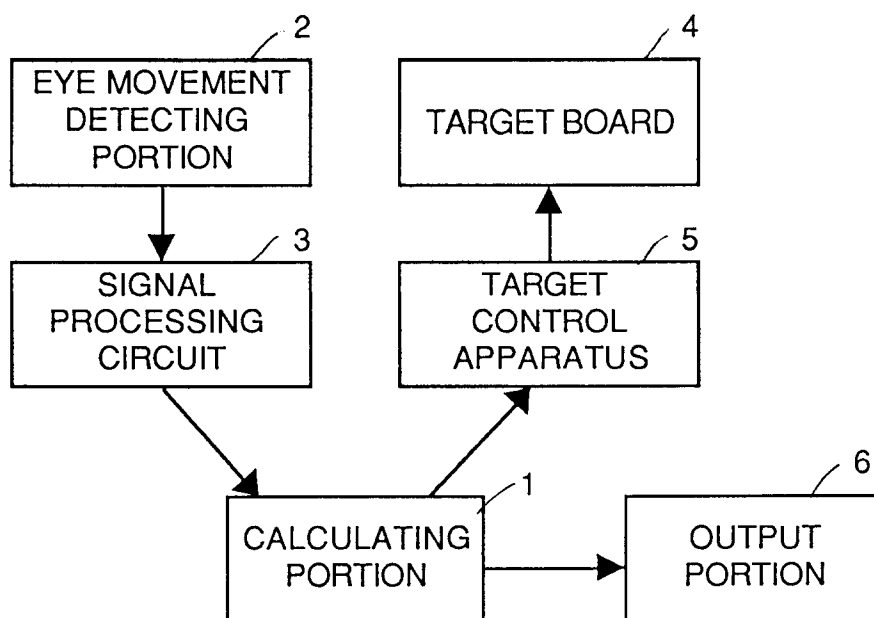 2
EYE MOVEMENT
DETECTING
PORTION
4
TARGET BOARD
3
SIGNAL
PROCESSING
CIRCUIT
5
TARGET
CONTROL
APPARATUS
1
CALCULATING
PORTION
6
OUTPUT
PORTION